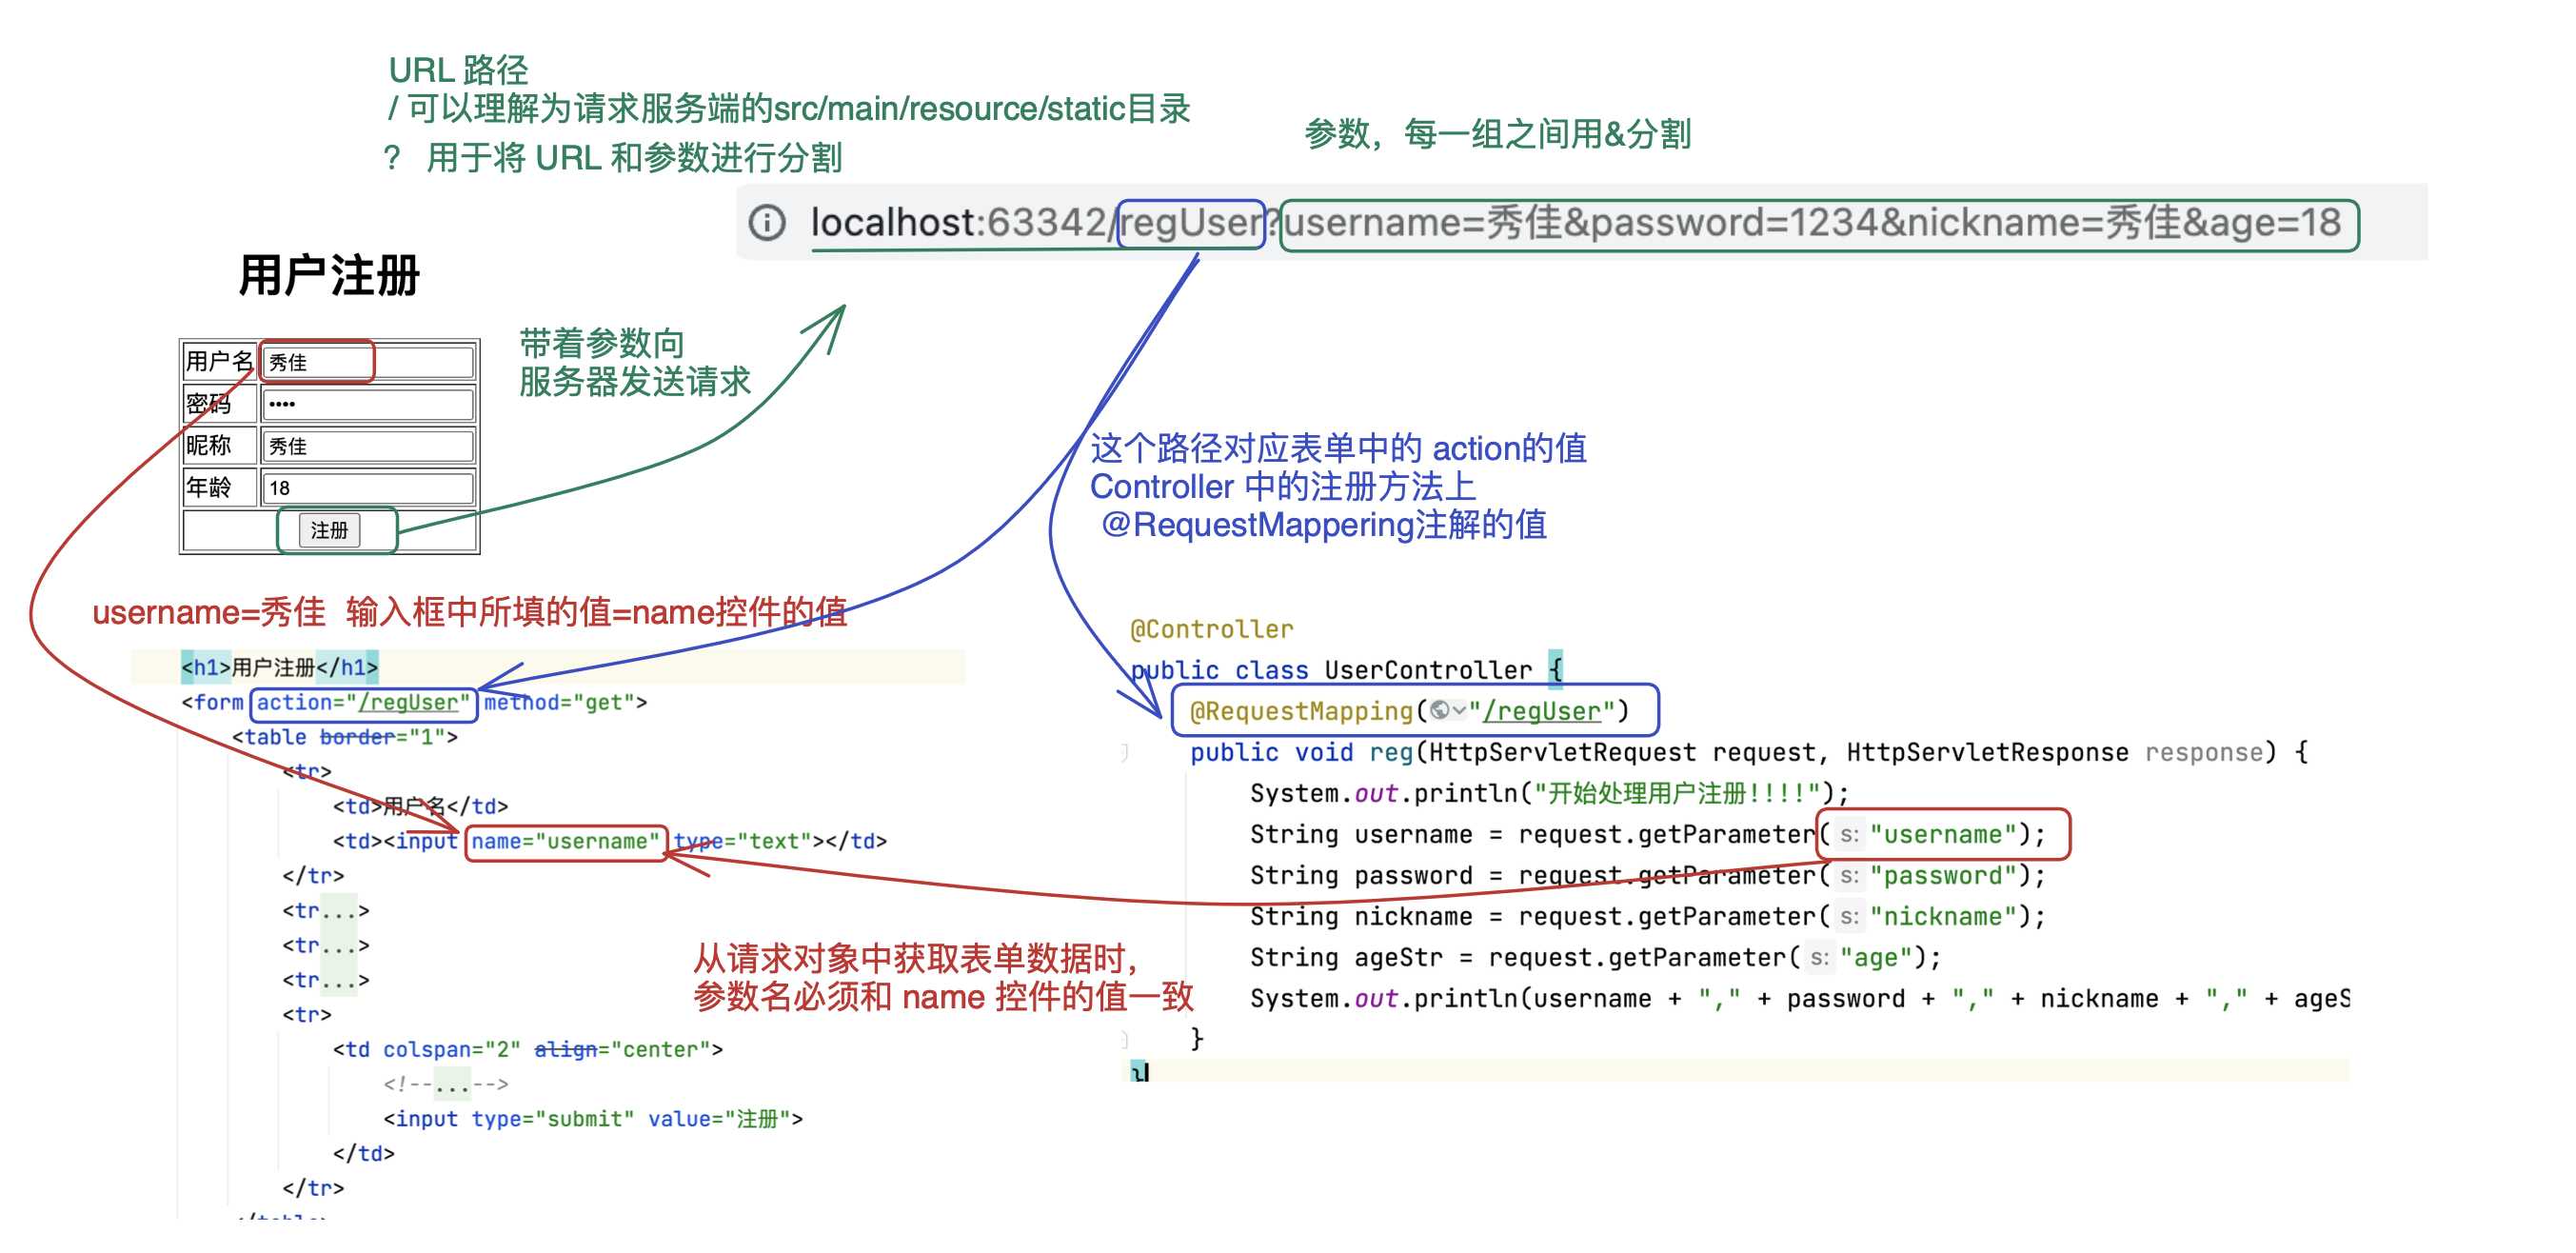 URL 路径
/ 可以理解为请求服务端的src/main/resource/static目录
？ 用于将 URL 和参数进行分割
参数，每一组之间用&分割
localhost:63342/regUser?username=秀佳&password=1234&nickname=秀佳&age=18
用户注册
用户名 秀佳
密码 ••••
昵称 秀佳
年龄 18
注册
带着参数向
服务器发送请求
这个路径对应表单中的 action的值
Controller 中的注册方法上
@RequestMappering注解的值
username=秀佳 输入框中所填的值=name控件的值
<h1>用户注册</h1>
<form action="/regUser" method="get">
<table border="1">
<tr>
<td>用户名</td>
<td><input name="username" type="text"></td>
</tr>
<tr...>
<tr...>
<tr...>
<tr>
<td colspan="2" align="center">
<!--...-->
<input type="submit" value="注册">
</td>
</tr>
</table>
从请求对象中获取表单数据时，
参数名必须和 name 控件的值一致
@Controller
public class UserController {
@RequestMapping("/regUser")
public void reg(HttpServletRequest request, HttpServletResponse response) {
System.out.println("开始处理用户注册!!!!");
String username = request.getParameter( s: "username");
String password = request.getParameter( s: "password");
String nickname = request.getParameter( s: "nickname");
String ageStr = request.getParameter( s: "age");
System.out.println(username + "," + password + "," + nickname + "," + ageS
}
}